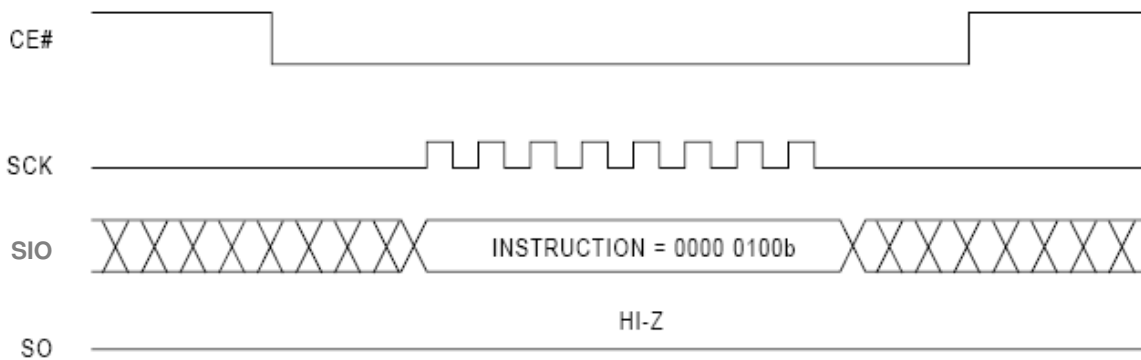 CE#
SCK
SIO
INSTRUCTION = 0000 0100b
HI-Z
SO